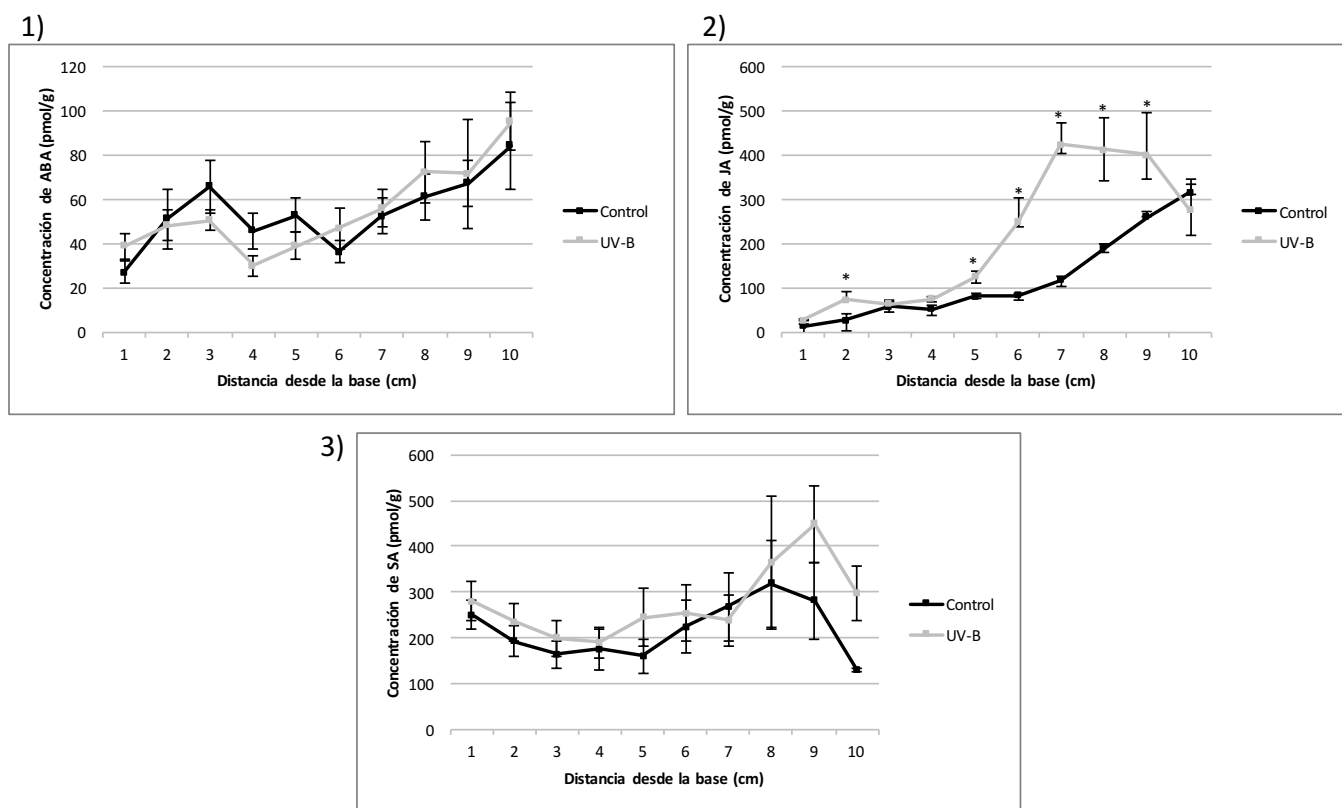 1)
Concentración de ABA (pmol/g)
120
100
80
60
40
20
0
1 2 3 4 5 6 7 8 9 10
Distancia desde la base (cm)
Control
UV-B
2)
Concentración de JA (pmol/g)
600
500
400
300
200
100
0
* * * * * *
1 2 3 4 5 6 7 8 9 10
Distancia desde la base (cm)
Control
UV-B
3)
Concentración de SA (pmol/g)
600
500
400
300
200
100
0
1 2 3 4 5 6 7 8 9 10
Distancia desde la base (cm)
Control
UV-B